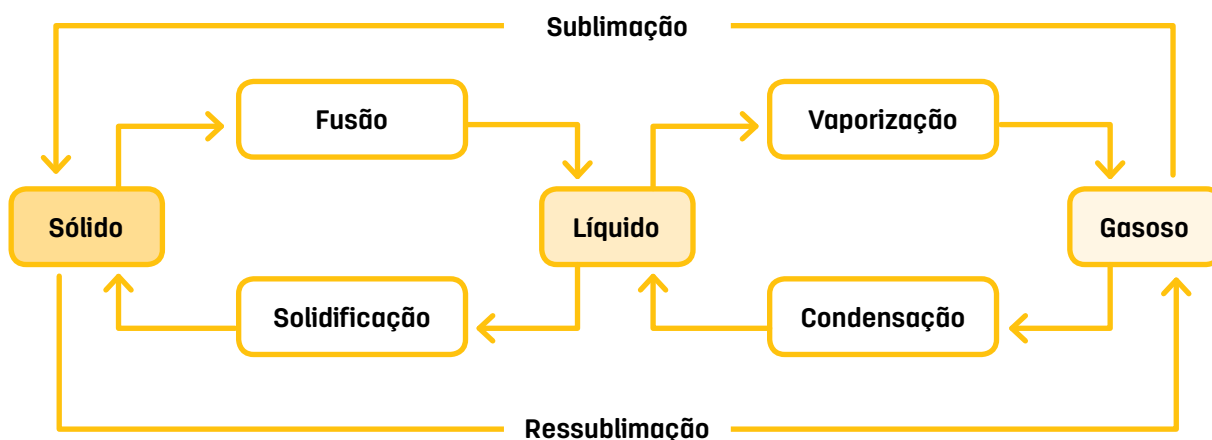 Sublimação
Fusão
Vaporização
Sólido
Líquido
Gasoso
Solidificação
Condensação
Ressublimação